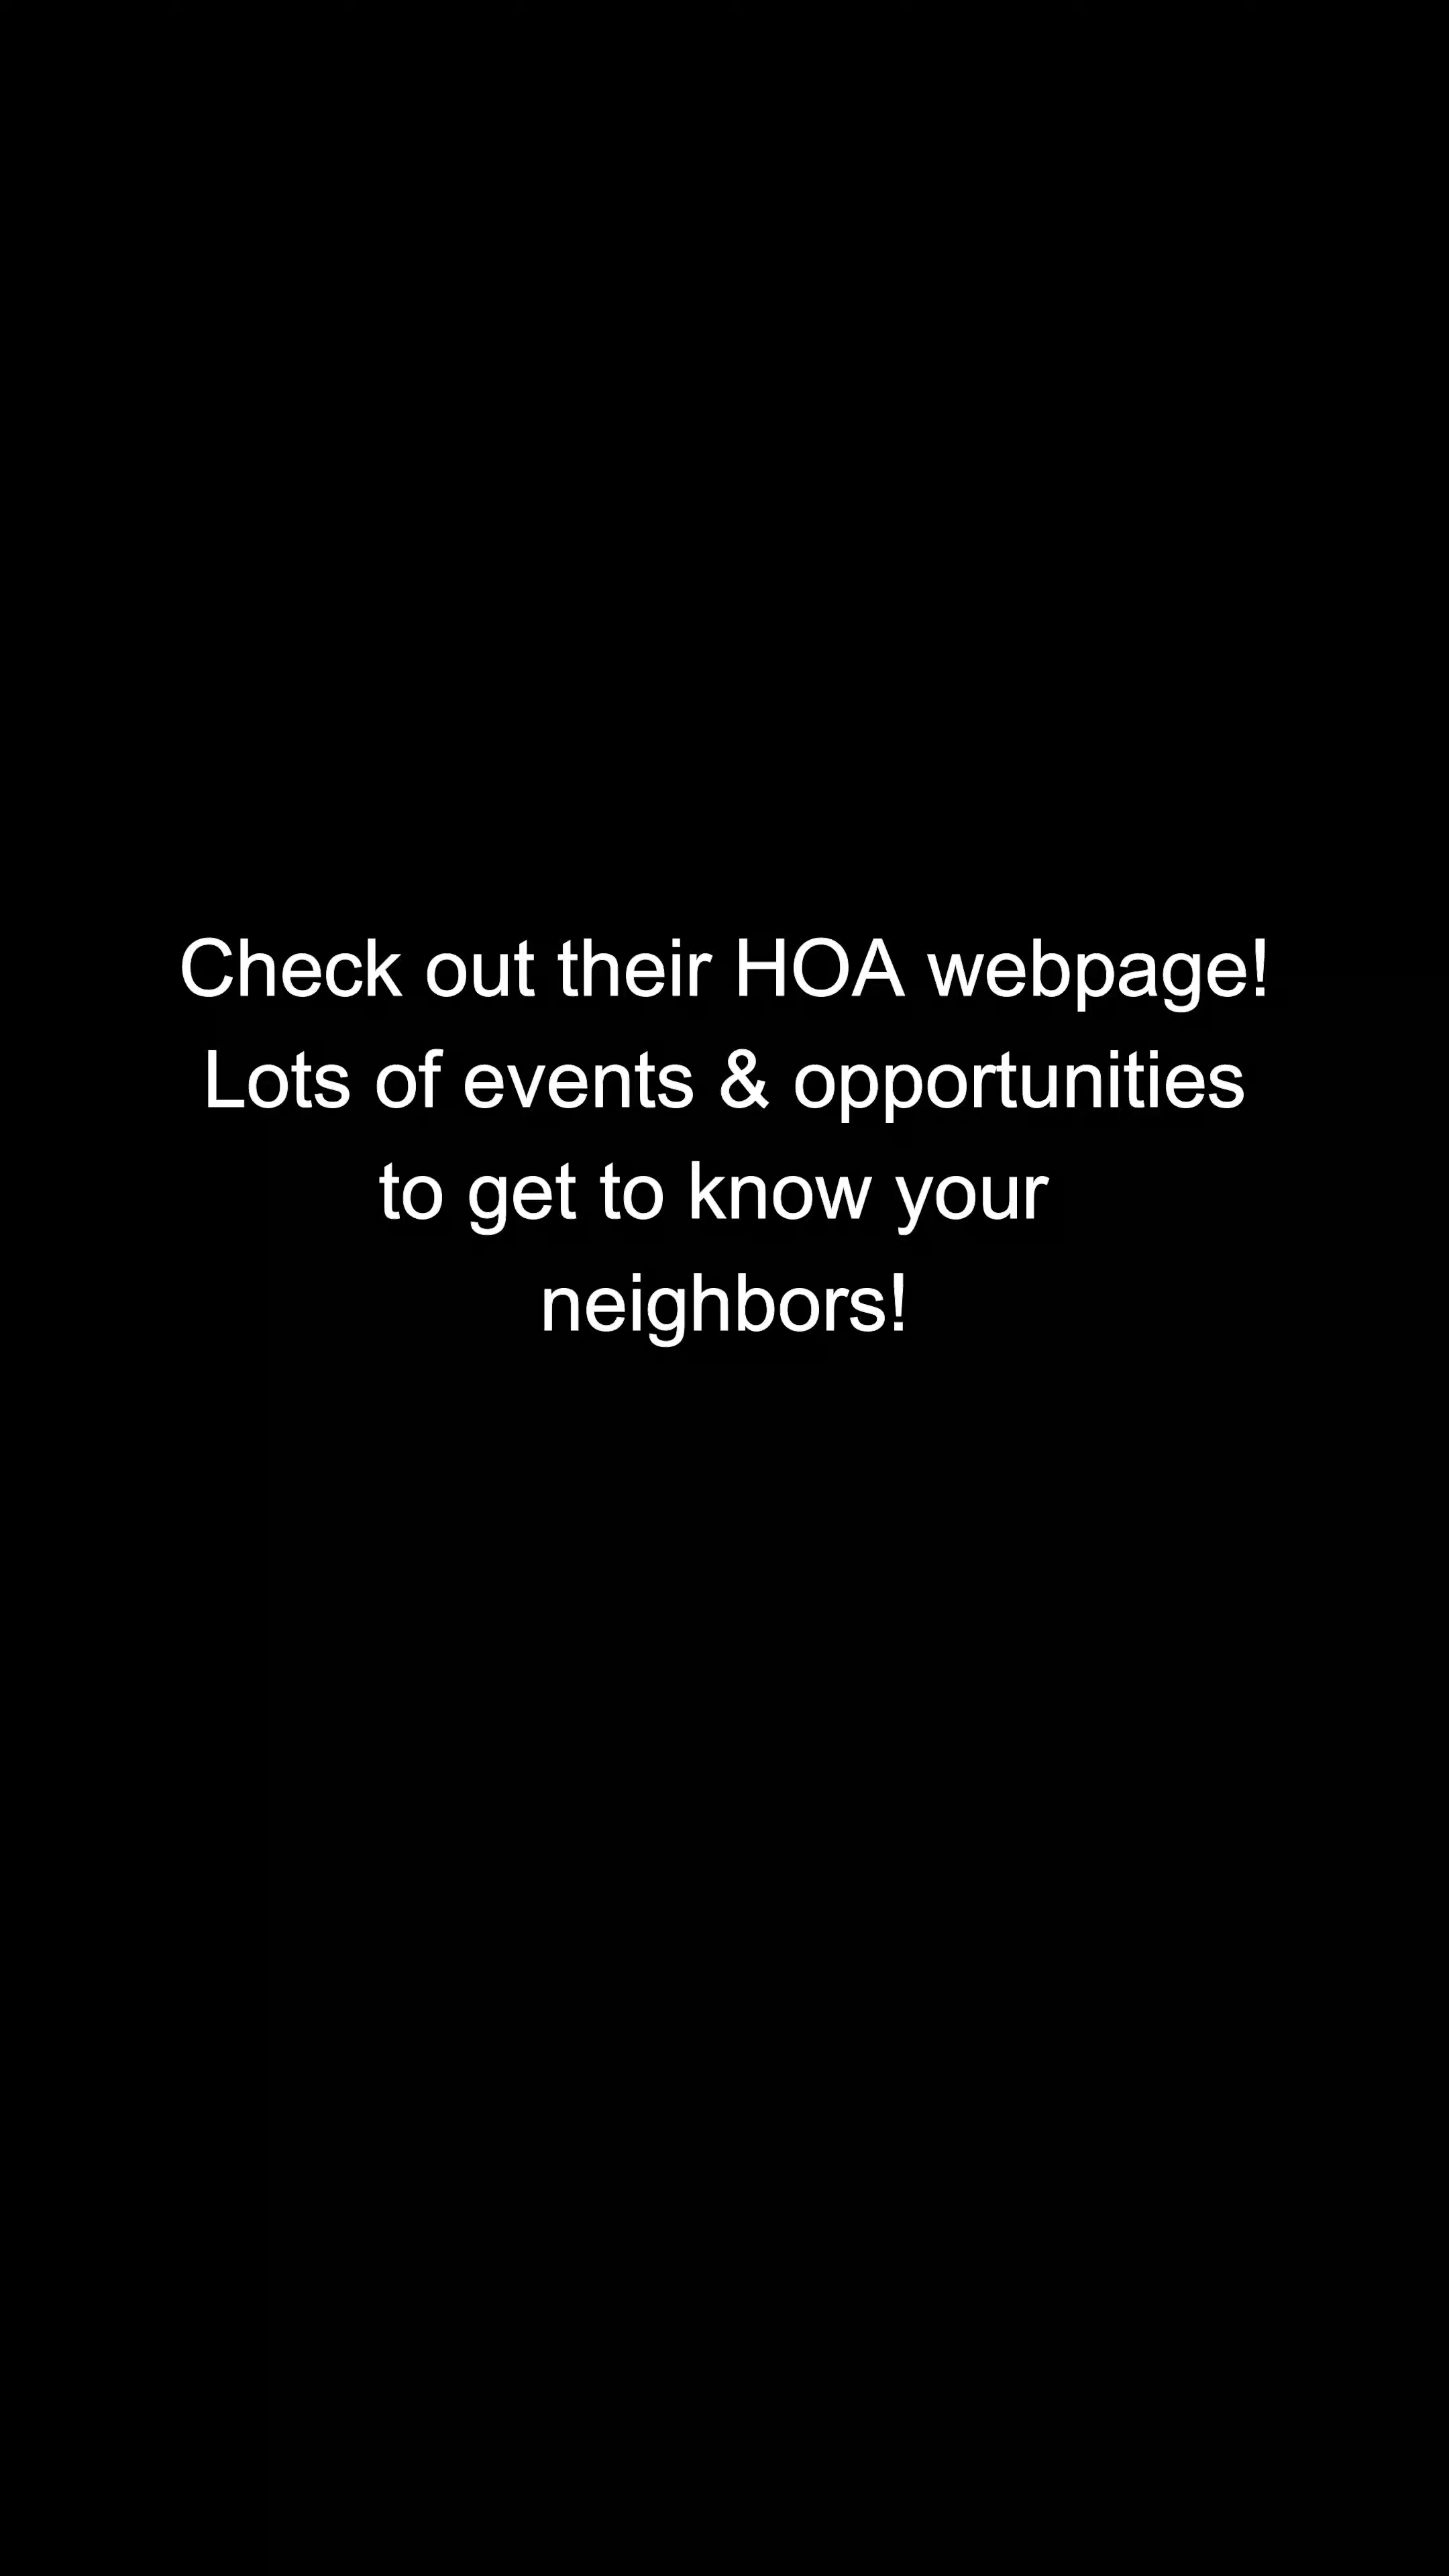 Check out their HOA webpage!
Lots of events & opportunities
to get to know your
neighbors!